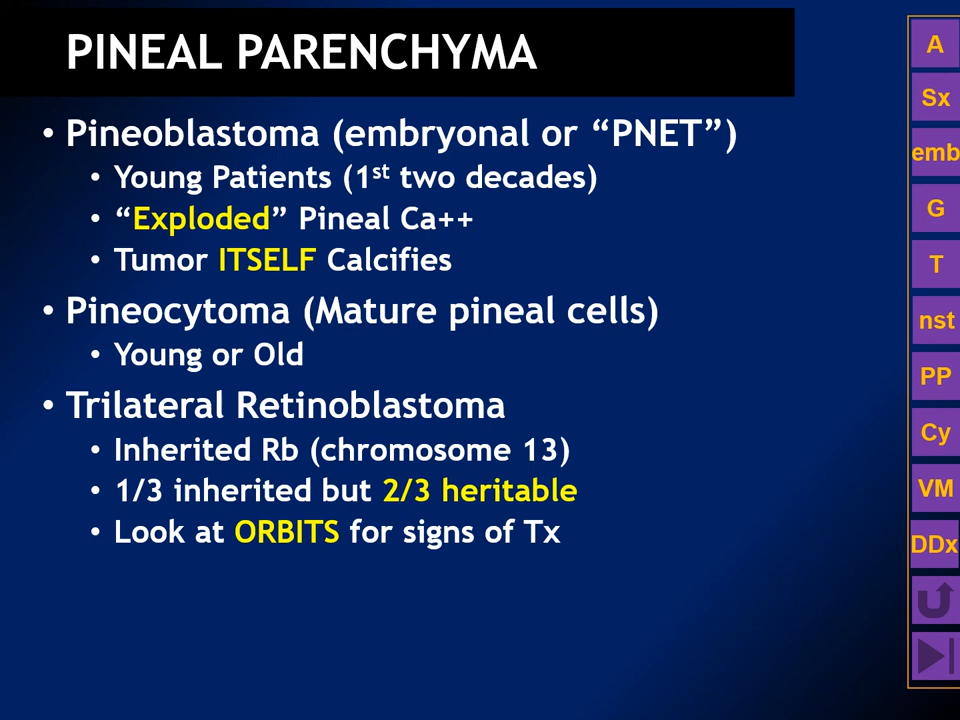 PINEAL PARENCHYMA
• Pineoblastoma (embryonal or “PNET”)
• Young Patients (1st two decades)
• “Exploded” Pineal Ca++
• Tumor ITSELF Calcifies
• Pineocytoma (Mature pineal cells)
• Young or Old
• Trilateral Retinoblastoma
• Inherited Rb (chromosome 13)
• 1/3 inherited but 2/3 heritable
• Look at ORBITS for signs of Tx
A
Sx
emb
G
T
nst
PP
Cy
VM
DDx